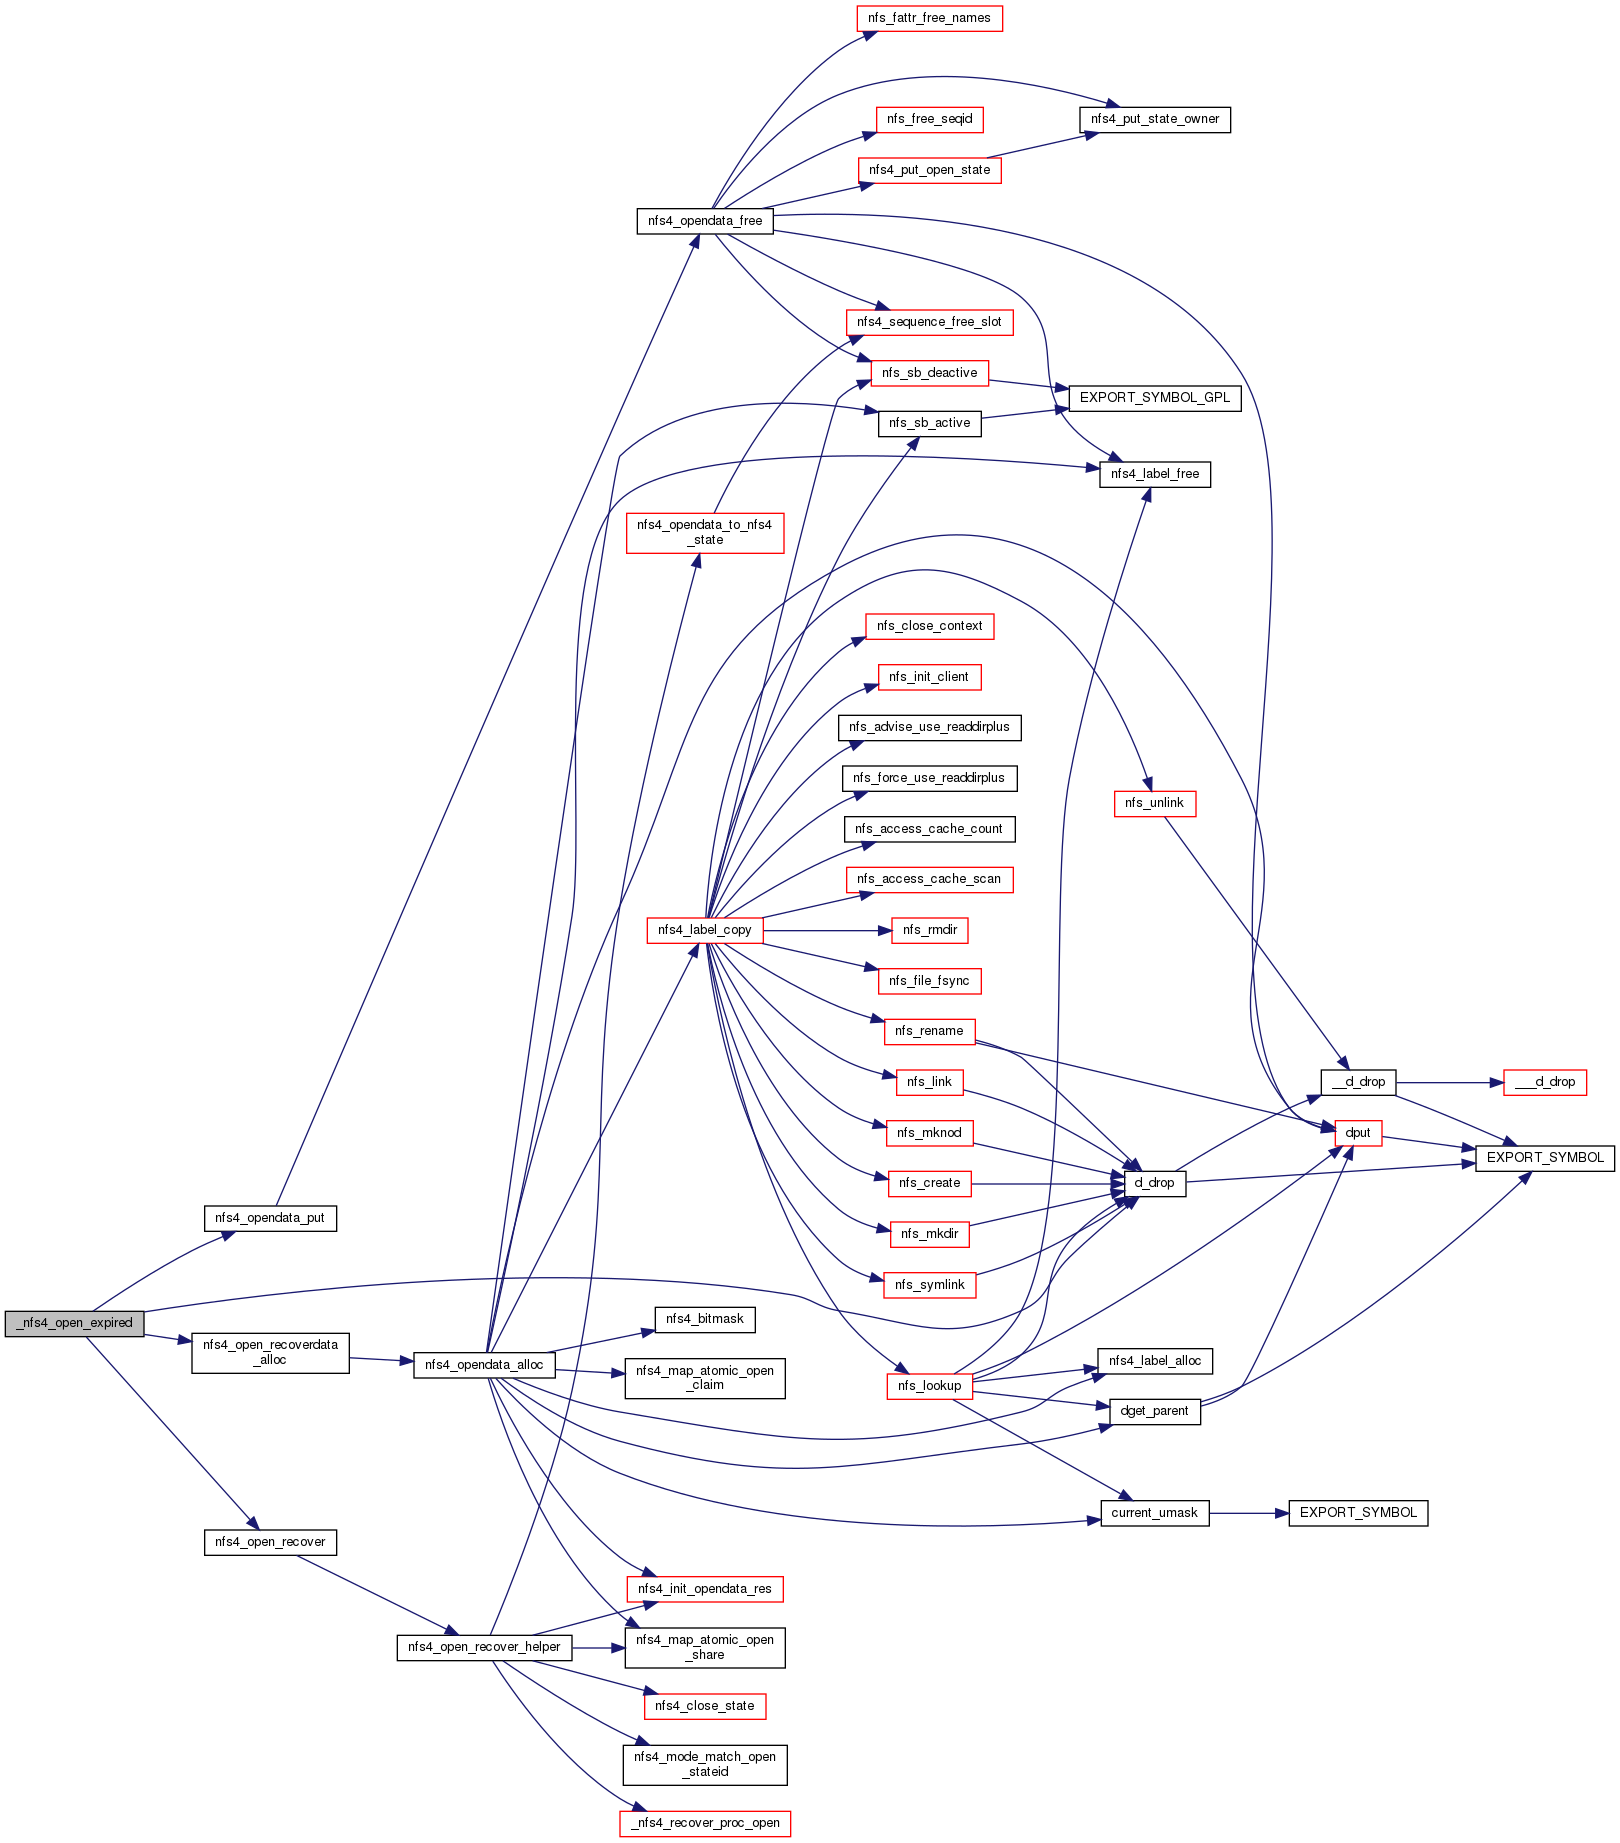 nfs_fattr_free_names
nfs_free_seqid
nfs4_put_state_owner
nfs4_put_open_state
nfs4_opendata_free
nfs4_sequence_free_slot
nfs_sb_deactive
EXPORT_SYMBOL_GPL
nfs_sb_active
nfs4_label_free
nfs4_opendata_to_nfs4
_state
nfs_close_context
nfs_init_client
nfs_advise_use_readdirplus
nfs_force_use_readdirplus
nfs_unlink
nfs_access_cache_count
nfs_access_cache_scan
nfs4_label_copy
nfs_rmdir
nfs_file_fsync
nfs_rename
nfs_link
__d_drop
___d_drop
nfs_mknod
dput
EXPORT_SYMBOL
nfs_create
d_drop
nfs4_opendata_put
nfs_mkdir
nfs_symlink
nfs4_bitmask
_nfs4_open_expired
nfs4_open_recoverdata
_alloc
nfs4_opendata_alloc
nfs4_map_atomic_open
_claim
nfs4_label_alloc
nfs_lookup
dget_parent
current_umask
EXPORT_SYMBOL
nfs4_open_recover
nfs4_init_opendata_res
nfs4_open_recover_helper
nfs4_map_atomic_open
_share
nfs4_close_state
nfs4_mode_match_open
_stateid
_nfs4_recover_proc_open